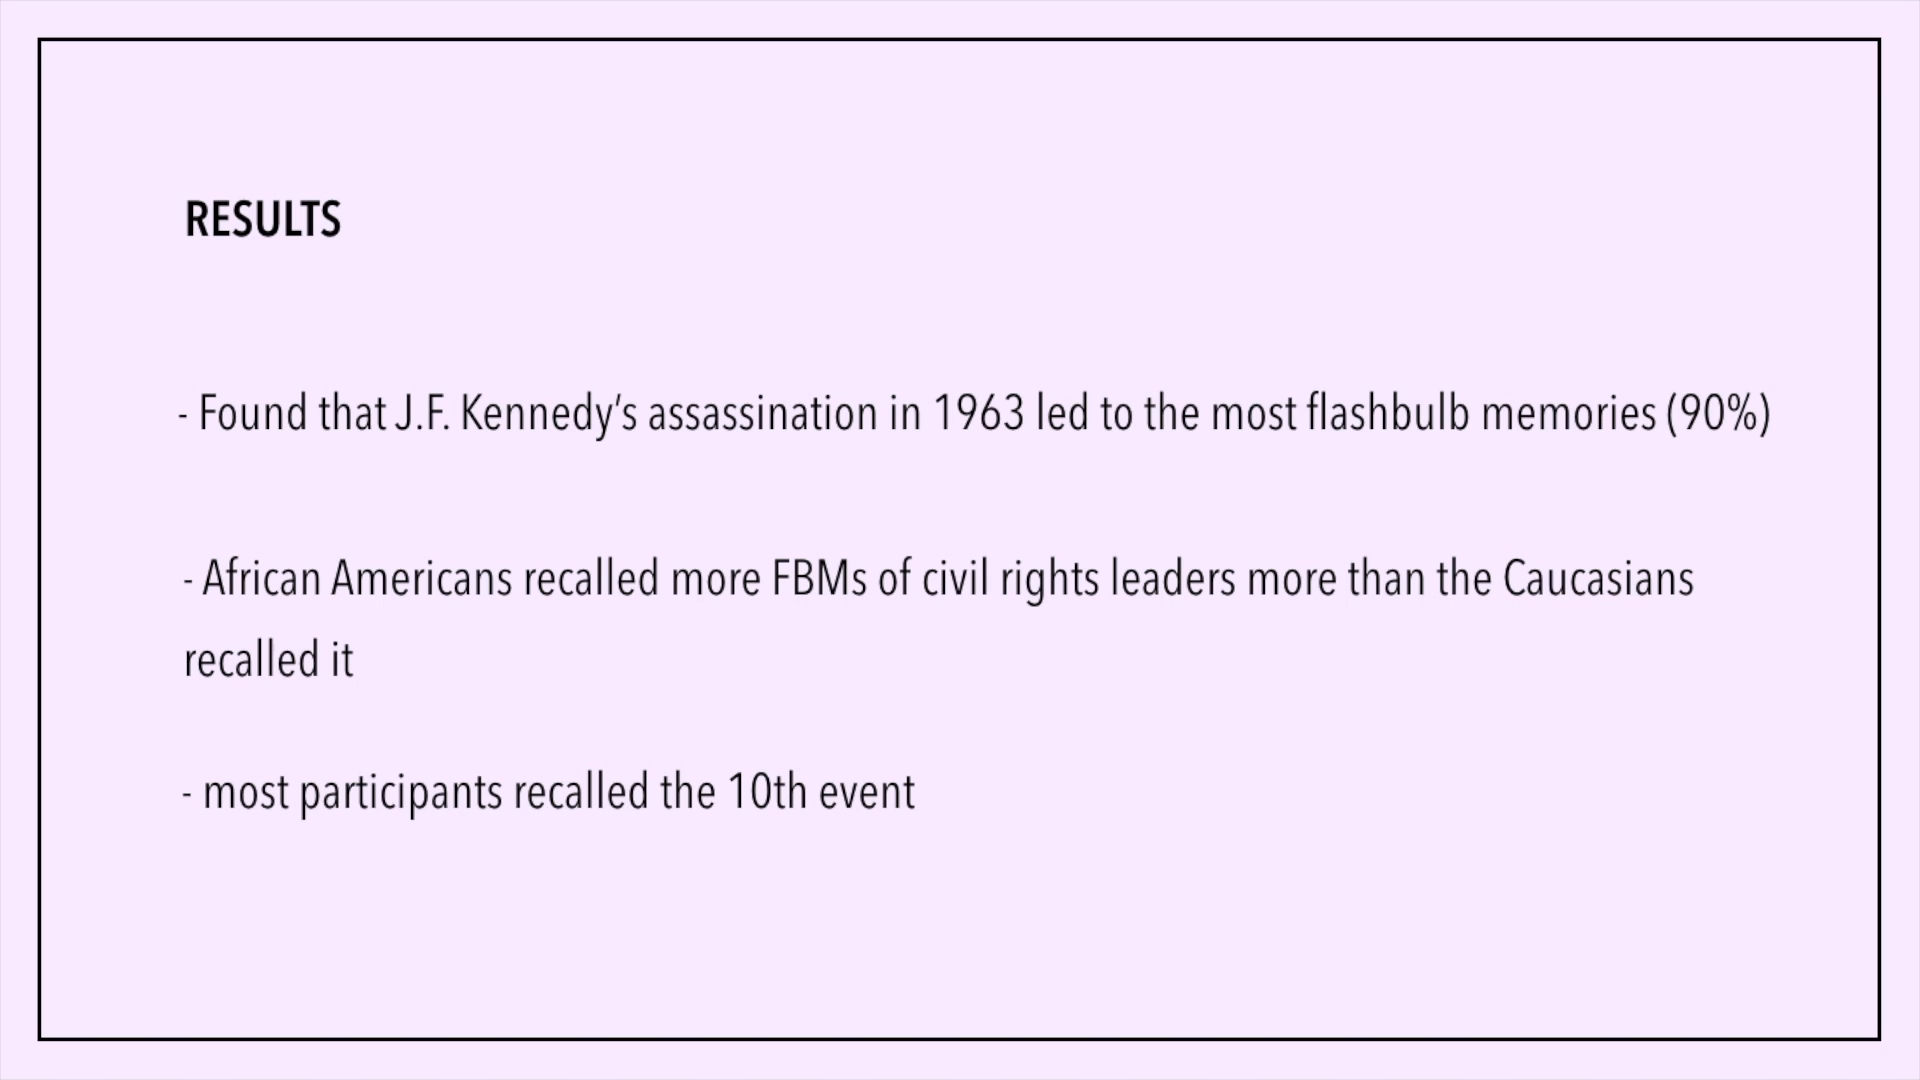 RESULTS
- Found that J.F. Kennedy’s assassination in 1963 led to the most flashbulb memories (90%)
- African Americans recalled more FBMs of civil rights leaders more than the Caucasians
recalled it
- most participants recalled the 10th event